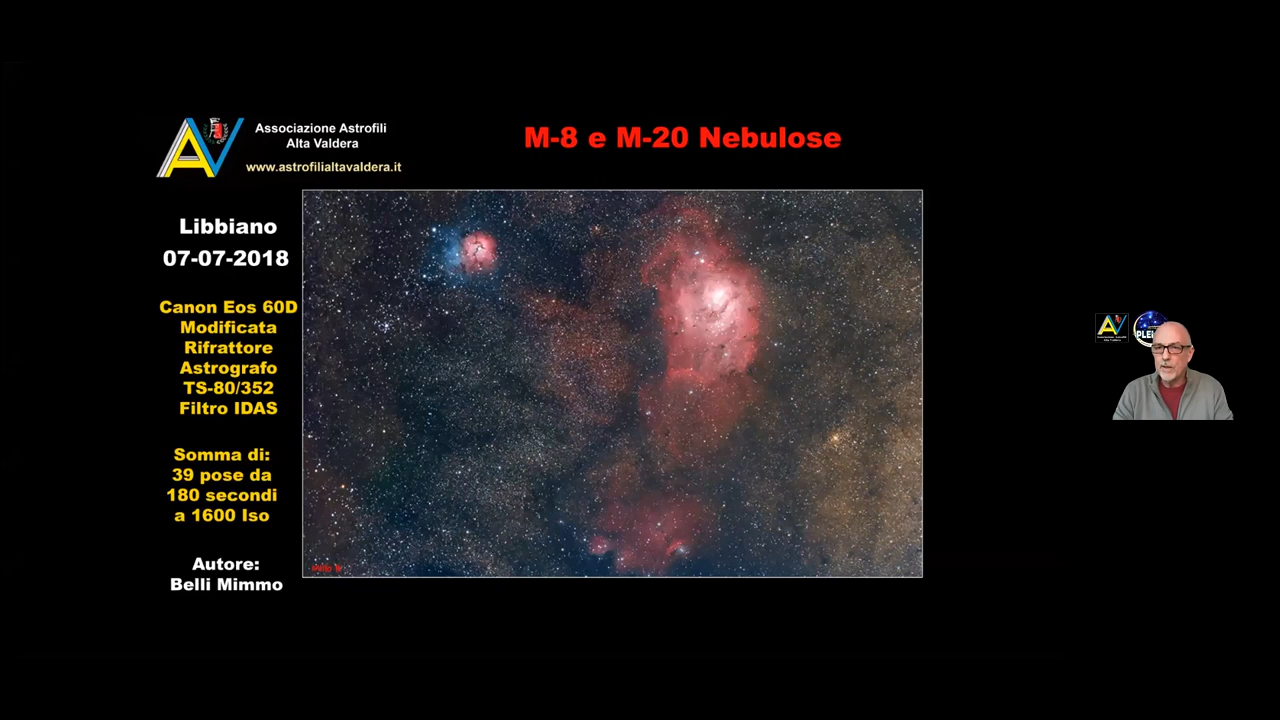 Associazione Astrofili
Alta Valdera
www.astrofilialtavaldera.it
M-8 e M-20 Nebulose
Libbiano
07-07-2018
Canon Eos 60D
Modificata
Rifrattore
Astrografo
TS-80/352
Filtro IDAS
Somma di:
39 pose da
180 secondi
a 1600 Iso
Autore:
Belli Mimmo